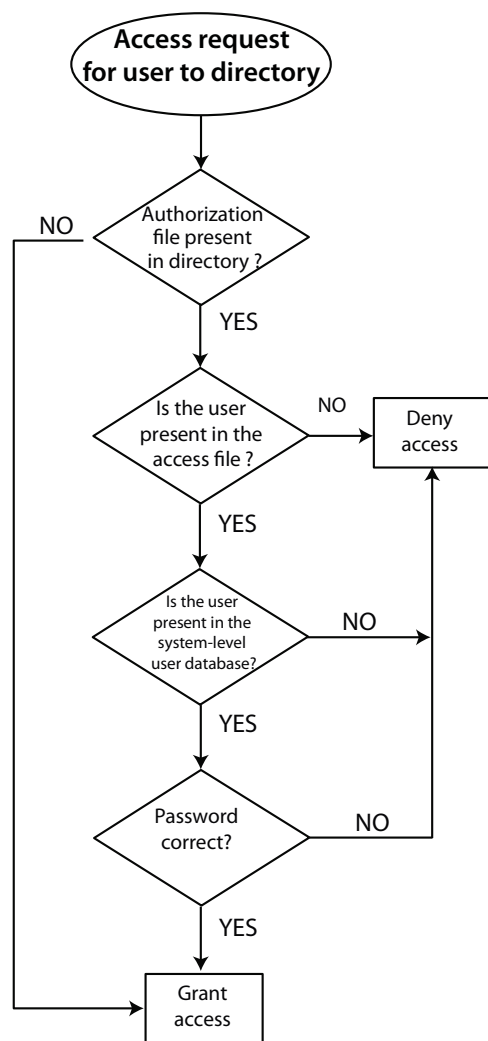 Access request
for user to directory
NO
Authorization
file present
in directory ?
YES
Is the user
present in the
access file ?
NO
Deny
access
YES
Is the user
present in the
system-level
user database?
NO
YES
Password
correct?
NO
YES
Grant
access